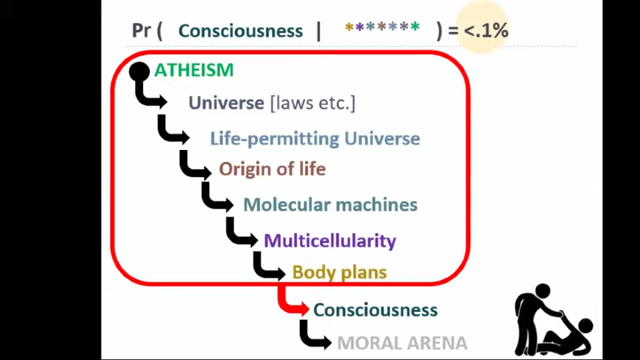 Pr ( Consciousness | ******* ) = <.1%
ATHEISM
Universe [laws etc.]
Life-permitting Universe
Origin of life
Molecular machines
Multicellularity
Body plans
Consciousness
MORAL ARENA